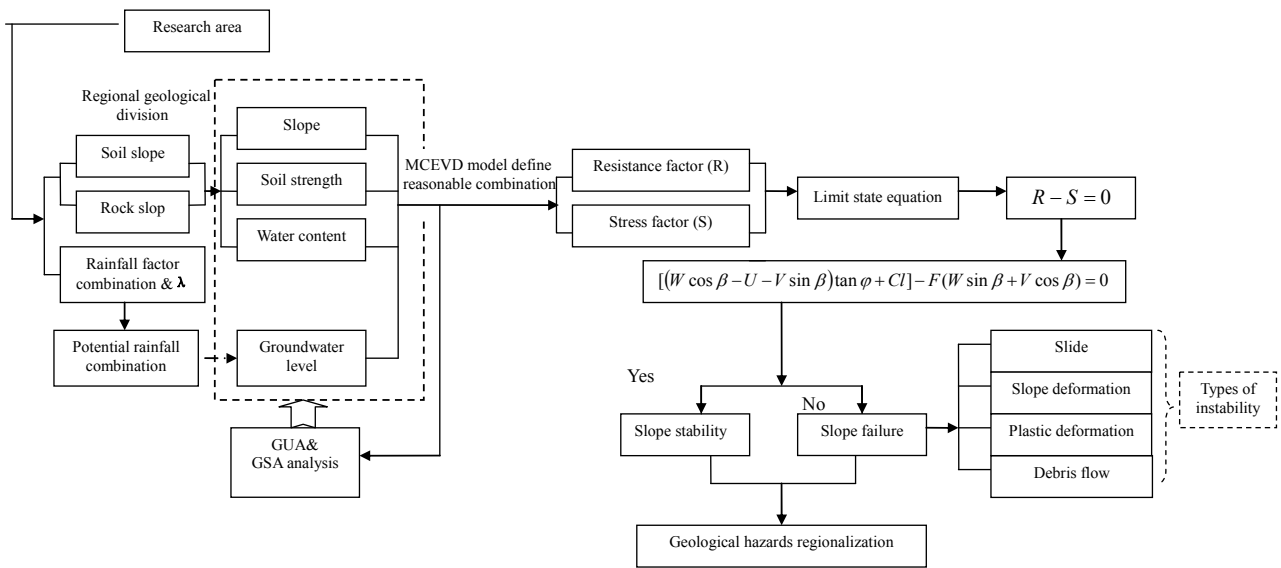 Research area
Regional geological
division
Soil slope
Rock slop
Rainfall factor
combination & λ
Potential rainfall
combination
Slope
Soil strength
Water content
Groundwater
level
GUA&
GSA analysis
MCEVD model define
reasonable combination
Resistance factor (R)
Stress factor (S)
Limit state equation
R − S = 0
[(W cos β − U − V sin β) tan φ + Cl] − F(W sin β + V cos β) = 0
Yes
No
Slope stability
Slope failure
Slide
Slope deformation
Plastic deformation
Debris flow
Types of
instability
Geological hazards regionalization